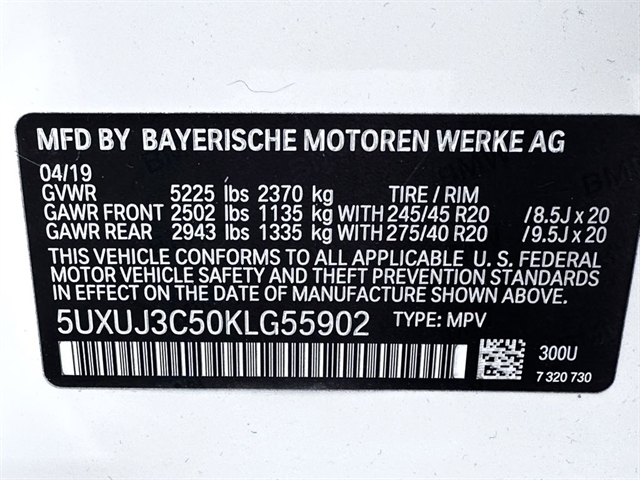 MFD BY BAYERISCHE MOTOREN WERKE AG
04/19
GVWR 5225 lbs 2370 kg TIRE / RIM
GAWR FRONT 2502 lbs 1135 kg WITH 245/45 R20 /8.5J x 20
GAWR REAR 2943 lbs 1335 kg WITH 275/40 R20 /9.5J x 20
THIS VEHICLE CONFORMS TO ALL APPLICABLE U. S. FEDERAL
MOTOR VEHICLE SAFETY AND THEFT PREVENTION STANDARDS
IN EFFECT ON THE DATE OF MANUFACTURE SHOWN ABOVE.
5UXUJ3C50KLG55902 TYPE: MPV
300U
7 320 730